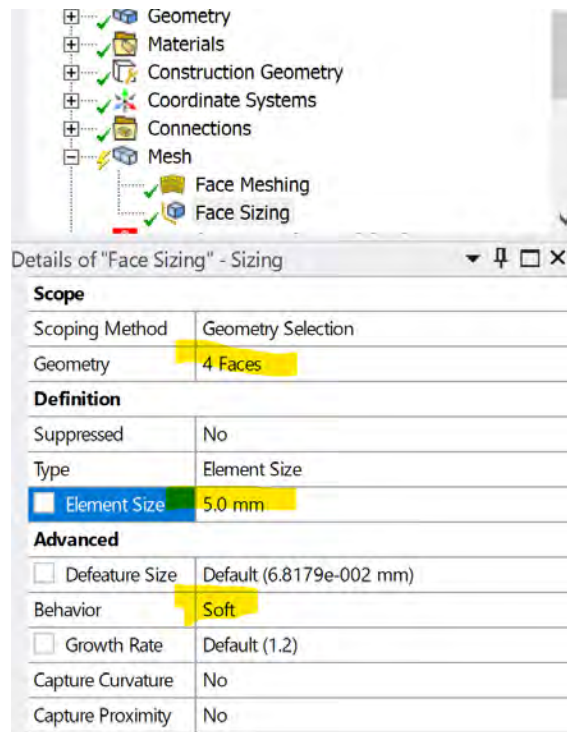 Geometry
Materials
Construction Geometry
Coordinate Systems
Connections
Mesh
Face Meshing
Face Sizing
Details of "Face Sizing" - Sizing
Scope
Scoping Method Geometry Selection
Geometry 4 Faces
Definition
Suppressed No
Type Element Size
Element Size 5.0 mm
Advanced
Defeature Size Default (6.8179e-002 mm)
Behavior Soft
Growth Rate Default (1.2)
Capture Curvature No
Capture Proximity No